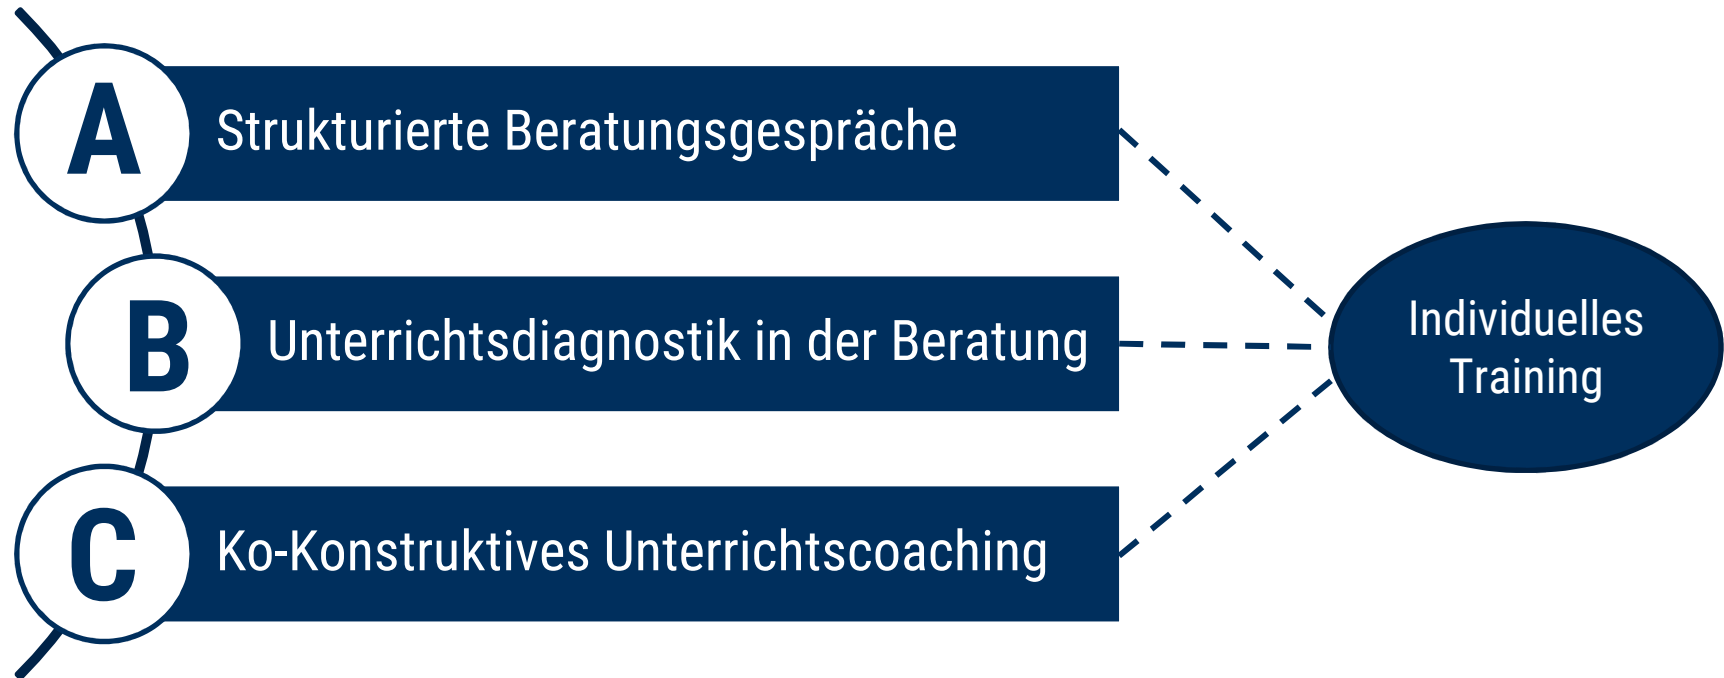 A
Strukturierte Beratungsgespräche
B
Unterrichtsdiagnostik in der Beratung
C
Ko-Konstruktives Unterrichtscoaching
Individuelles
Training